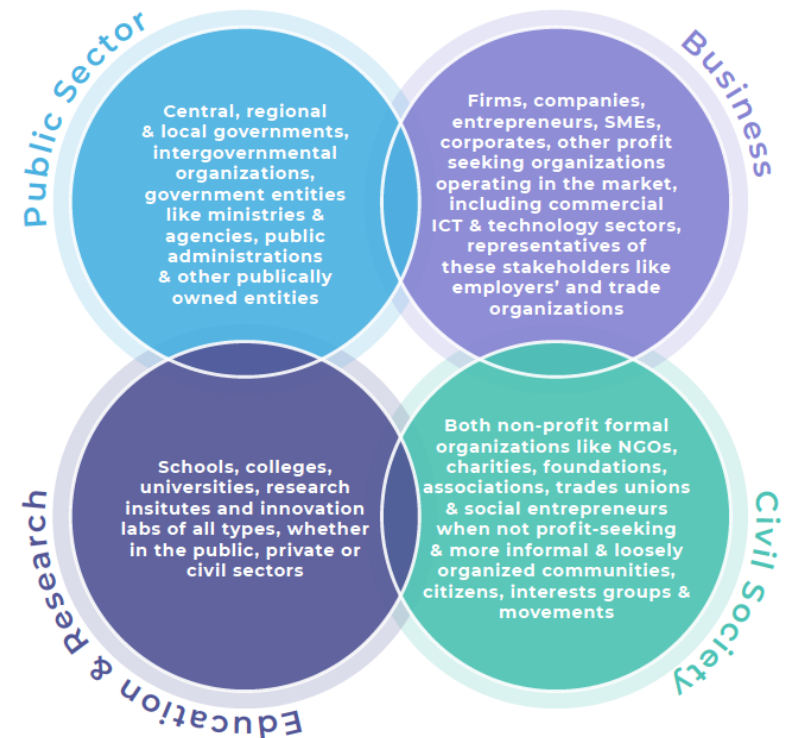 Public Sector
Central, regional
& local governments,
intergovernmental
organizations,
government entities
like ministries &
agencies, public
administrations
& other publically
owned entities
Business
Firms, companies,
entrepreneurs, SMEs,
corporates, other profit
seeking organizations
operating in the market,
including commercial
ICT & technology sectors,
representatives of
these stakeholders like
employers’ and trade
organizations
Education & Research
Schools, colleges,
universities, research
insitutes and innovation
labs of all types, whether
in the public, private or
civil sectors
Civil Society
Both non-profit formal
organizations like NGOs,
charities, foundations,
associations, trades unions
& social entrepreneurs
when not profit-seeking
& more informal & loosely
organized communities,
citizens, interests groups &
movements